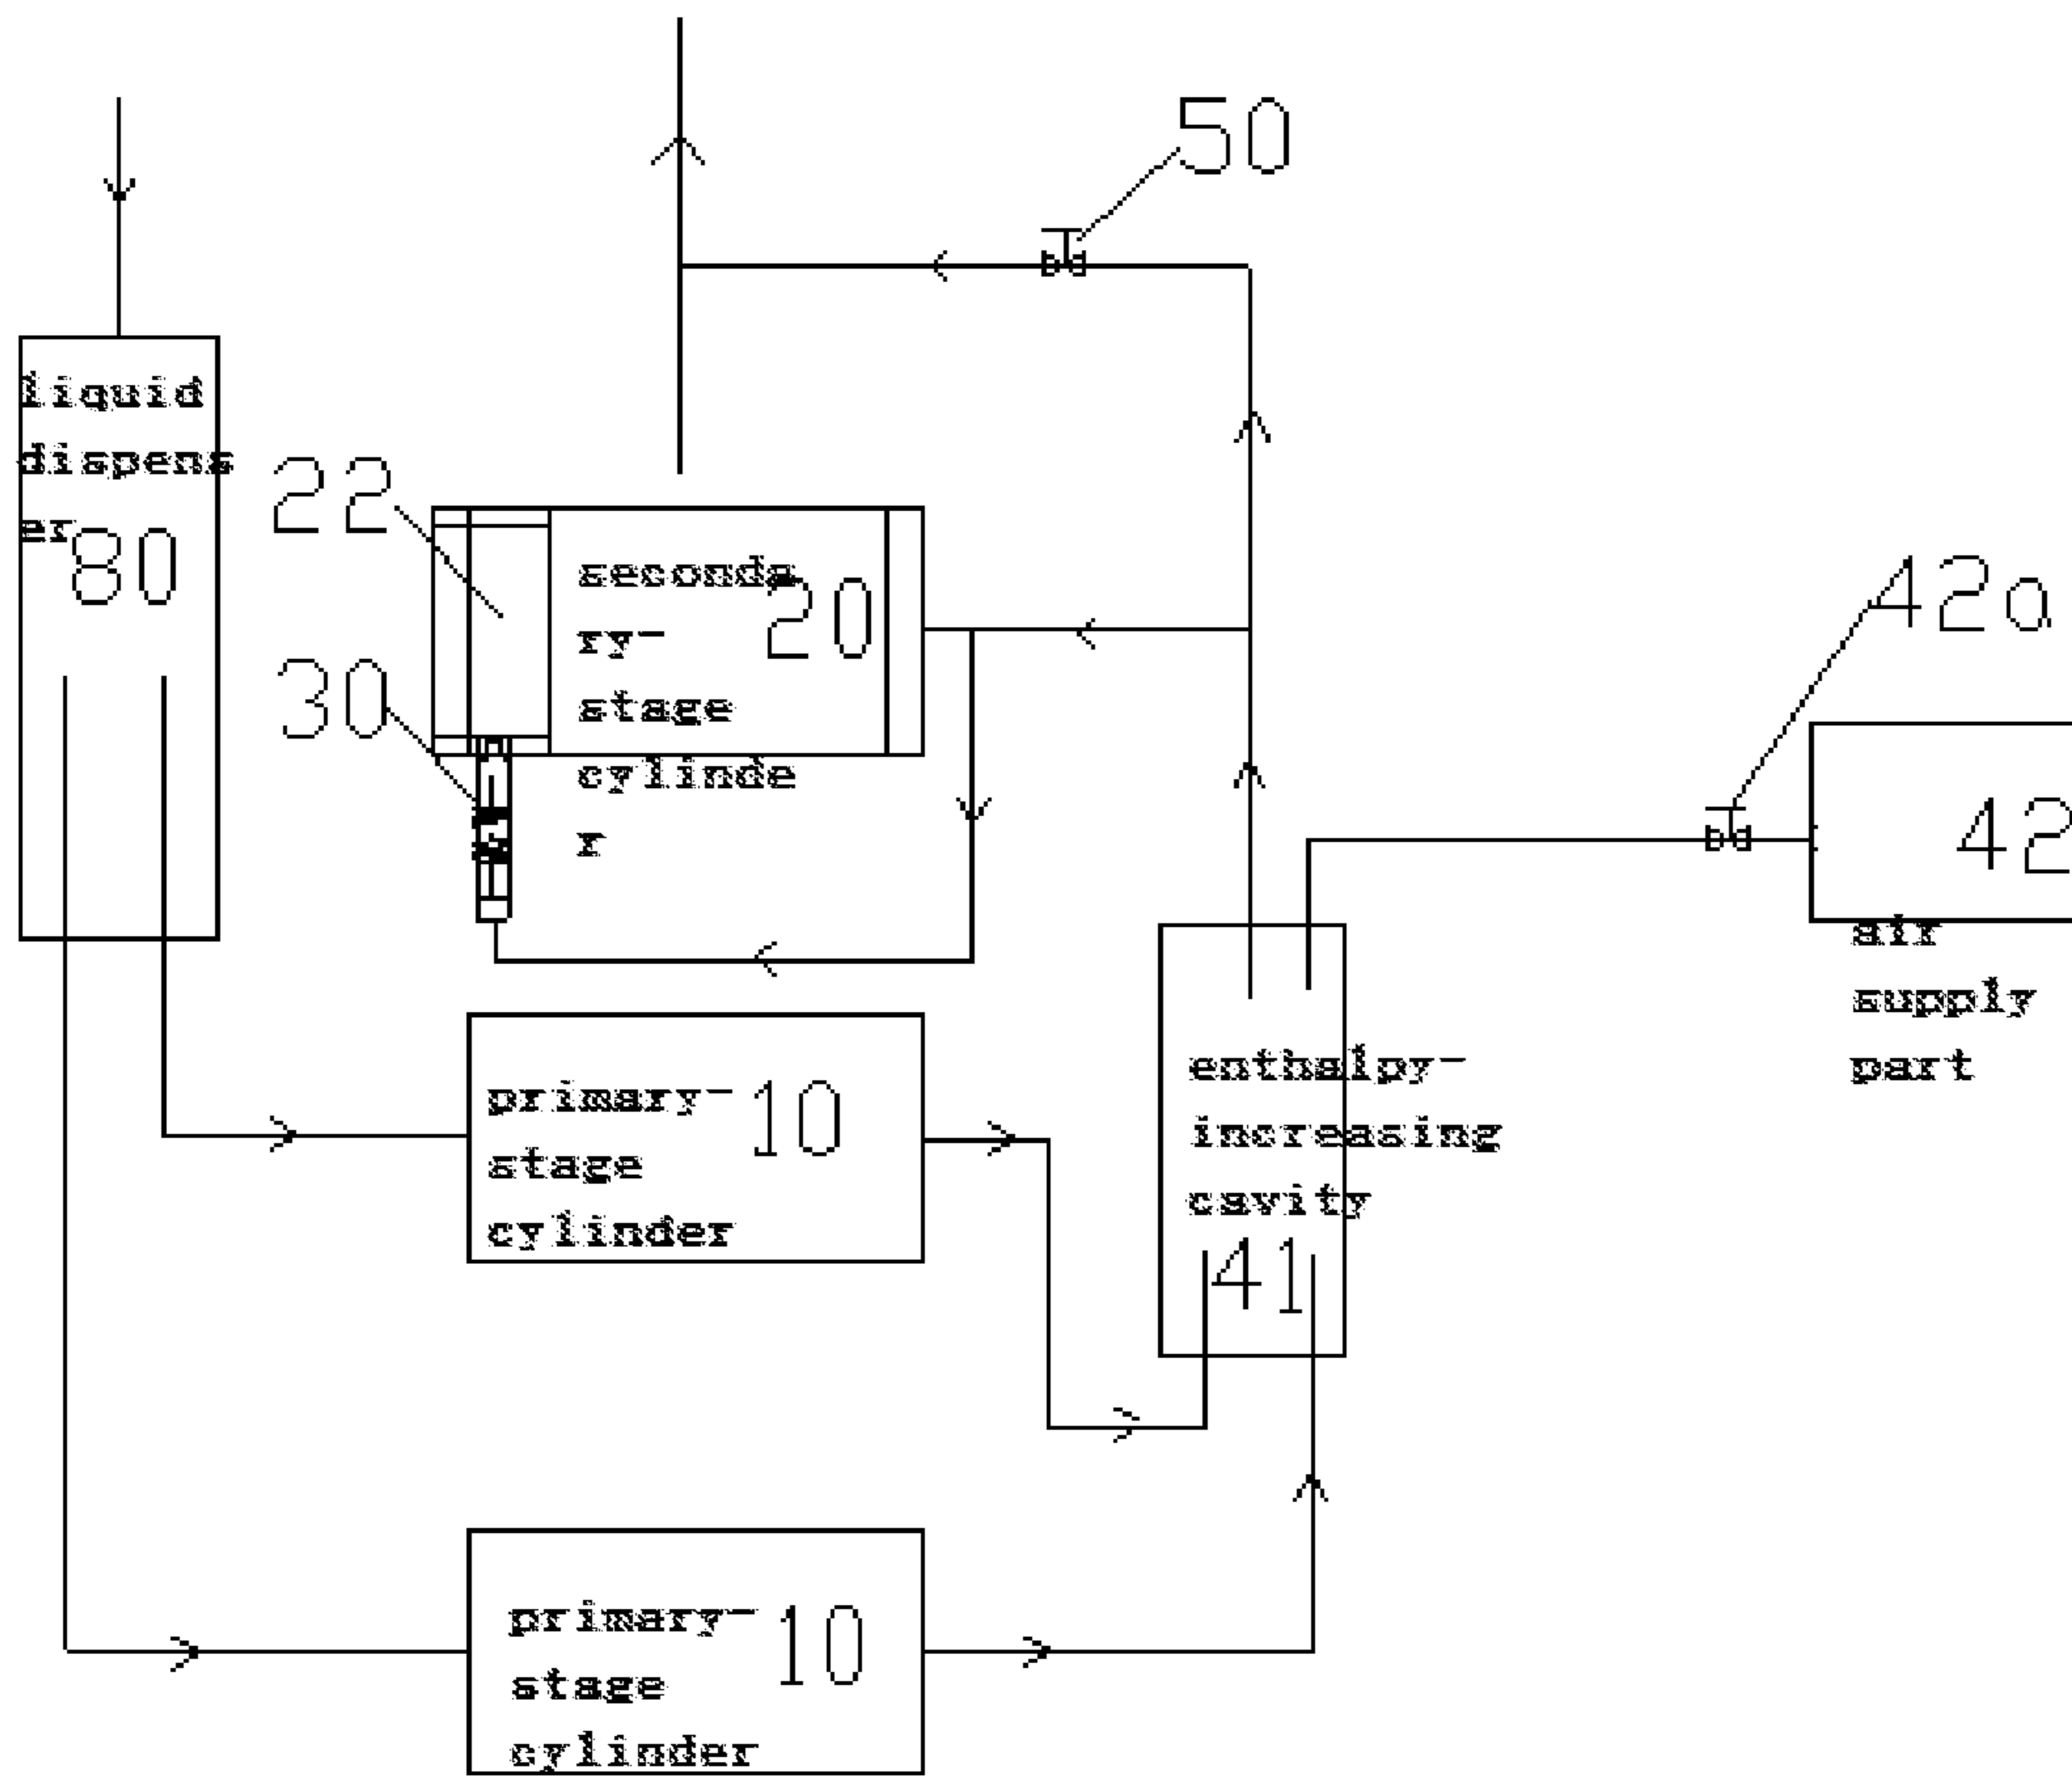 50
liquid
dispens
er
80
22
seconda
ry-
stage
cylinde
r
20
30
42a
42
air
supply
part
enthalpy-
increasing
cavity
41
primary-
stage
cylinder
10
primary-
stage
cylinder
10